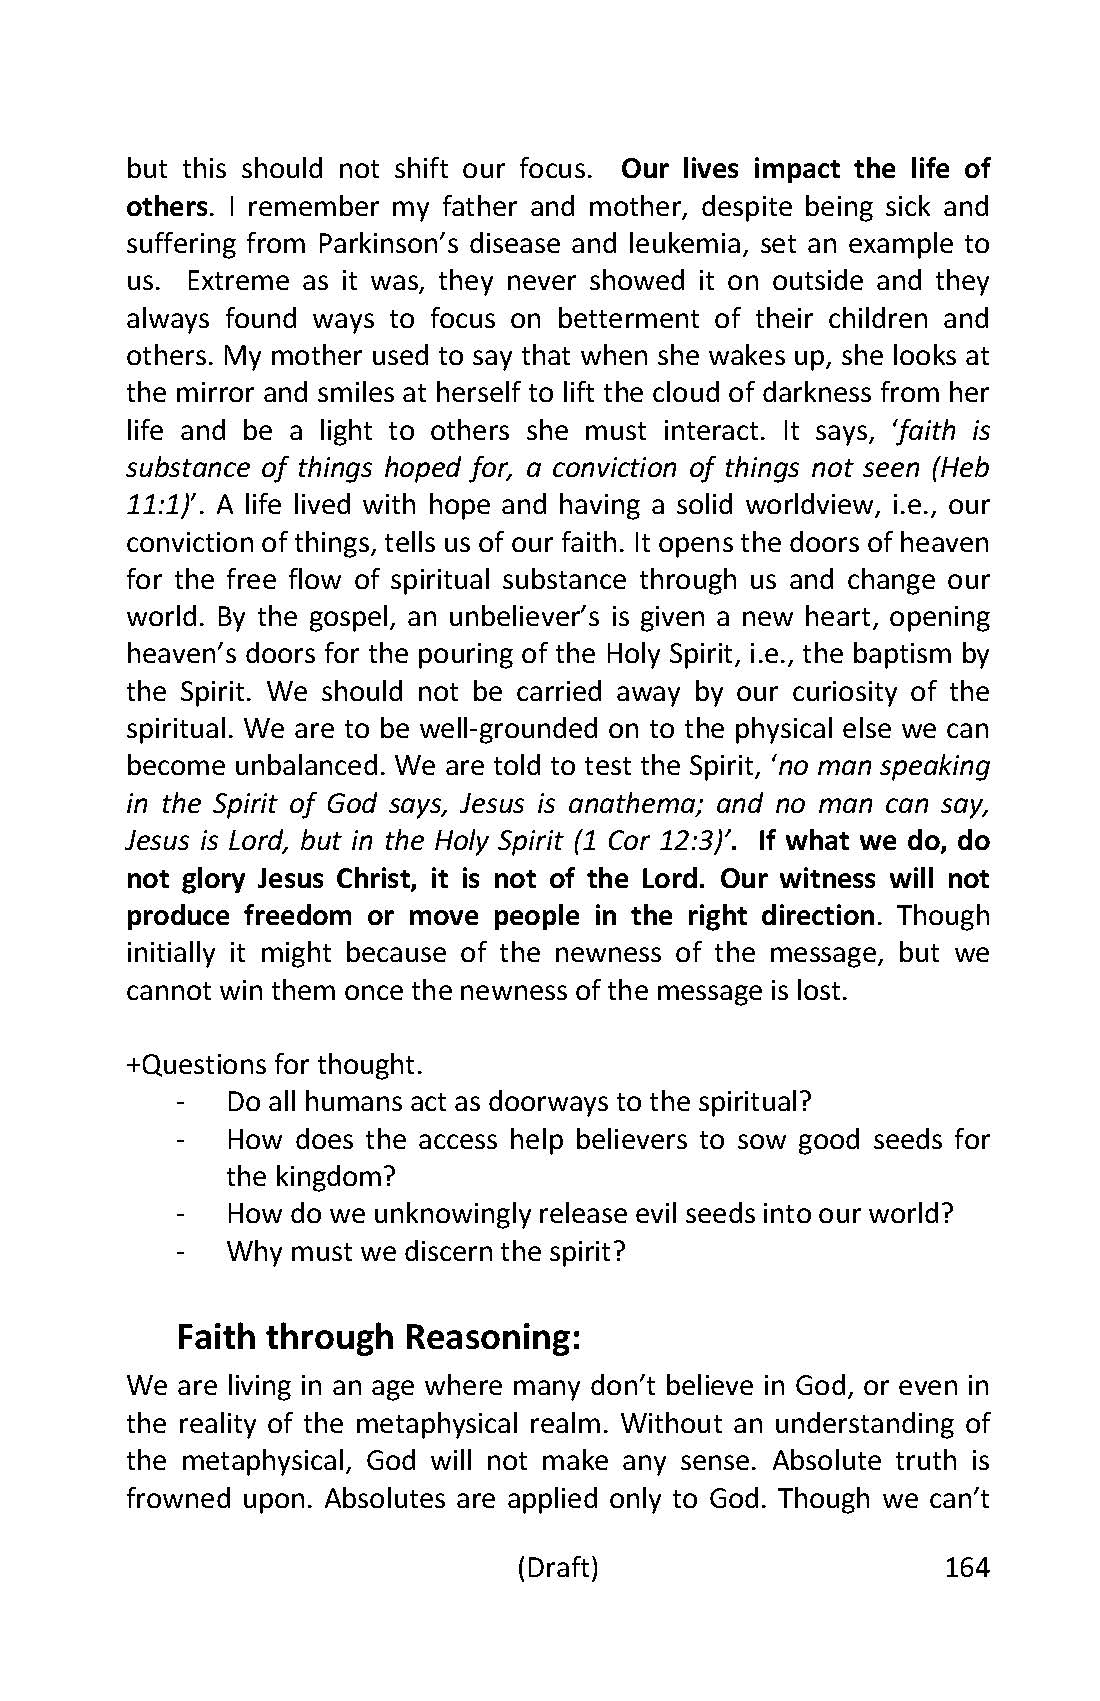 but this should not shift our focus.  Our lives impact the life of
others. I remember my father and mother, despite being sick and
suffering from Parkinson’s disease and leukemia, set an example to
us.  Extreme as it was, they never showed it on outside and they
always found ways to focus on betterment of their children and
others. My mother used to say that when she wakes up, she looks at
the mirror and smiles at herself to lift the cloud of darkness from her
life and be a light to others she must interact. It says, ‘faith is
substance of things hoped for, a conviction of things not seen (Heb
11:1)’. A life lived with hope and having a solid worldview, i.e., our
conviction of things, tells us of our faith. It opens the doors of heaven
for the free flow of spiritual substance through us and change our
world. By the gospel, an unbeliever’s is given a new heart, opening
heaven’s doors for the pouring of the Holy Spirit, i.e., the baptism by
the Spirit. We should not be carried away by our curiosity of the
spiritual. We are to be well-grounded on to the physical else we can
become unbalanced. We are told to test the Spirit, ‘no man speaking
in the Spirit of God says, Jesus is anathema; and no man can say,
Jesus is Lord, but in the Holy Spirit (1 Cor 12:3)’.  If what we do, do
not glory Jesus Christ, it is not of the Lord. Our witness will not
produce freedom or move people in the right direction. Though
initially it might because of the newness of the message, but we
cannot win them once the newness of the message is lost.
+Questions for thought.
- Do all humans act as doorways to the spiritual?
- How does the access help believers to sow good seeds for
the kingdom?
- How do we unknowingly release evil seeds into our world?
- Why must we discern the spirit?
Faith through Reasoning:
We are living in an age where many don’t believe in God, or even in
the reality of the metaphysical realm. Without an understanding of
the metaphysical, God will not make any sense. Absolute truth is
frowned upon. Absolutes are applied only to God. Though we can’t
(Draft) 164